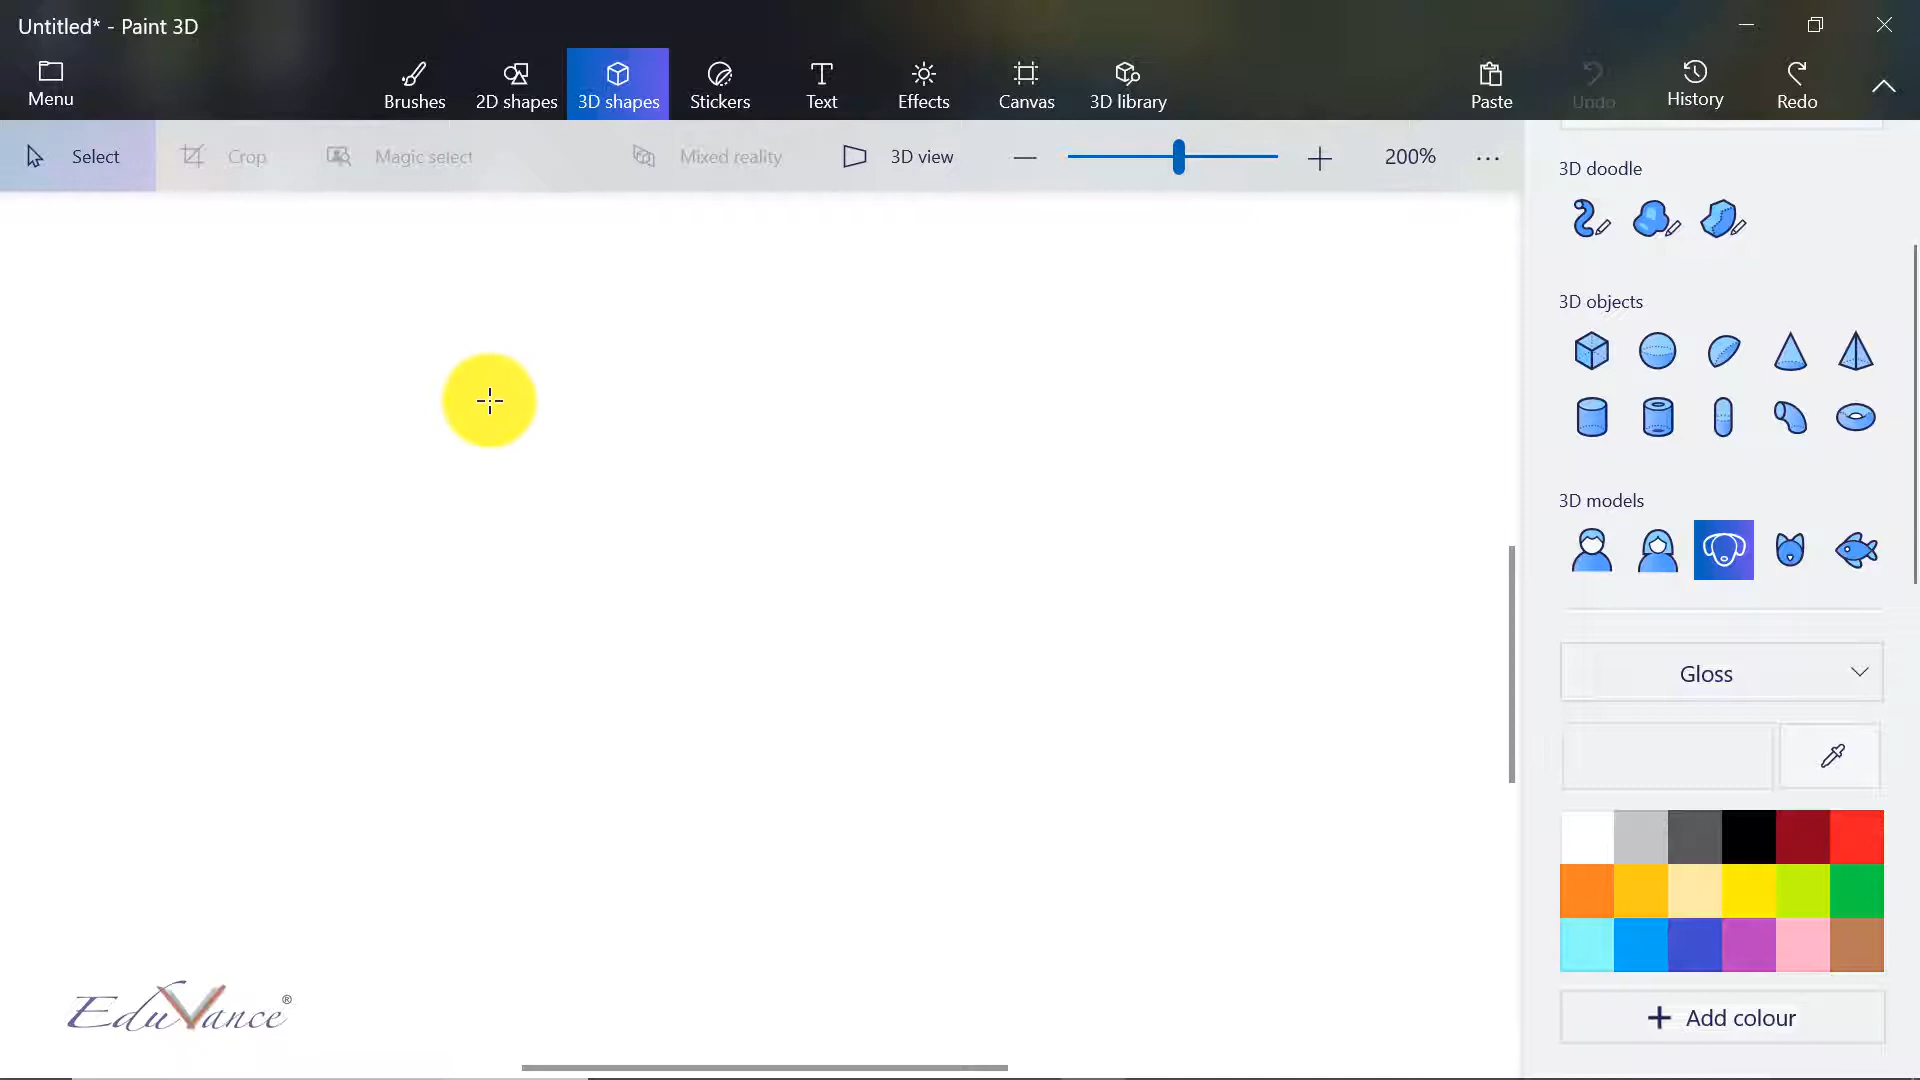 Untitled* - Paint 3D
Menu
Brushes
2D shapes
3D shapes
Stickers
Text
Effects
Canvas
3D library
Paste
Undo
History
Redo
Select
Crop
Magic select
Mixed reality
3D view
200%
3D doodle
3D objects
3D models
Gloss
Add colour
EduVance®